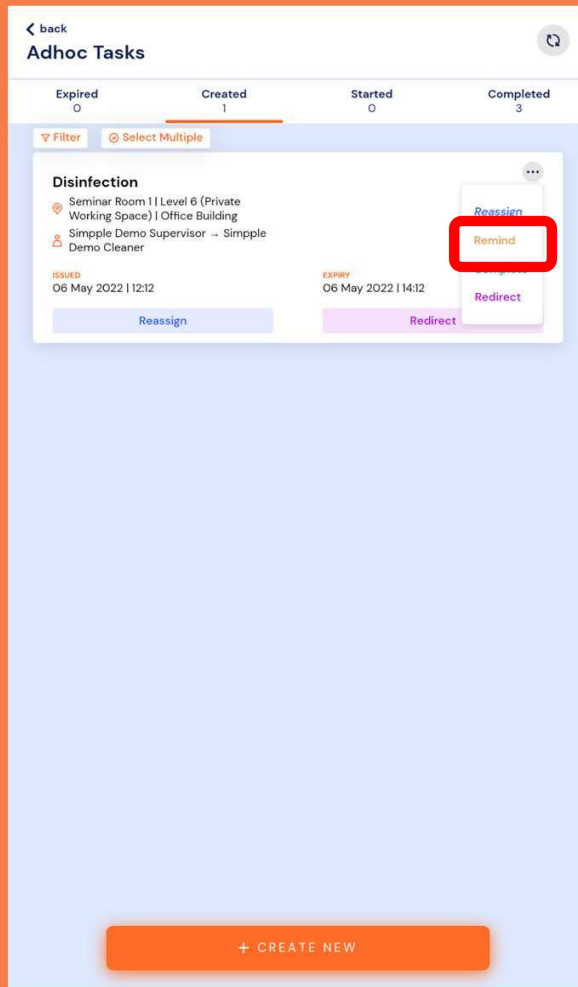 back
Adhoc Tasks
Expired
0
Created
1
Started
0
Completed
3
Filter
Select Multiple
Disinfection
Seminar Room 1 | Level 6 (Private
Working Space) | Office Building
Simpple Demo Supervisor → Simpple
Demo Cleaner
ISSUED
06 May 2022 | 12:12
EXPIRY
06 May 2022 | 14:12
Reassign
Redirect
Reassign
Remind
Complete
Redirect
+ CREATE NEW